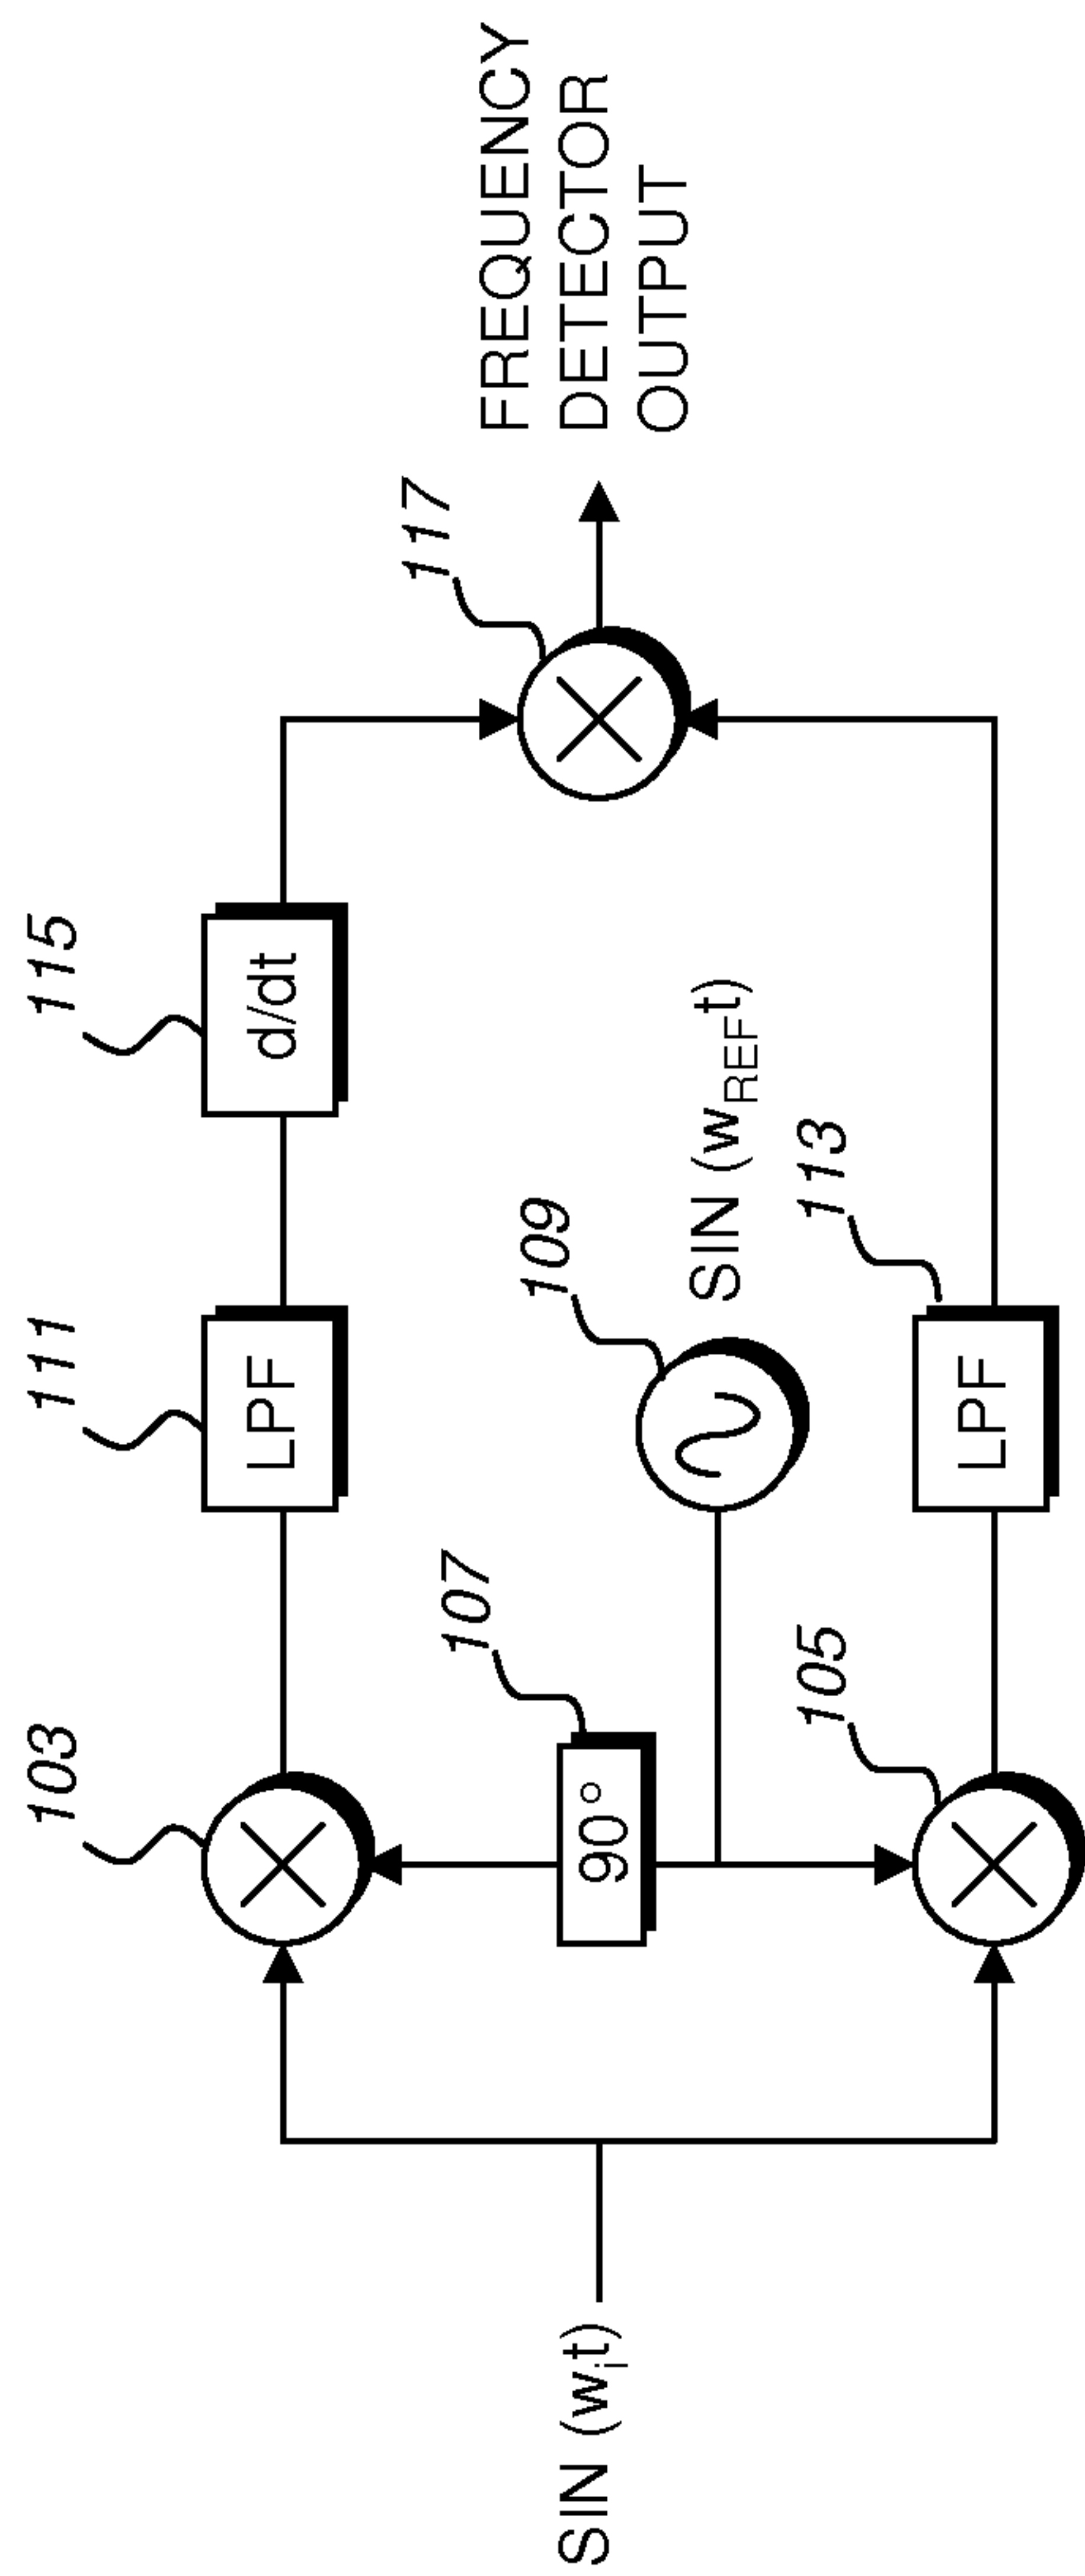 103
111
115
LPF
d/dt
107
109
117
90°
SIN (wREFt)
SIN (wit)
FREQUENCY
DETECTOR
OUTPUT
105
113
LPF